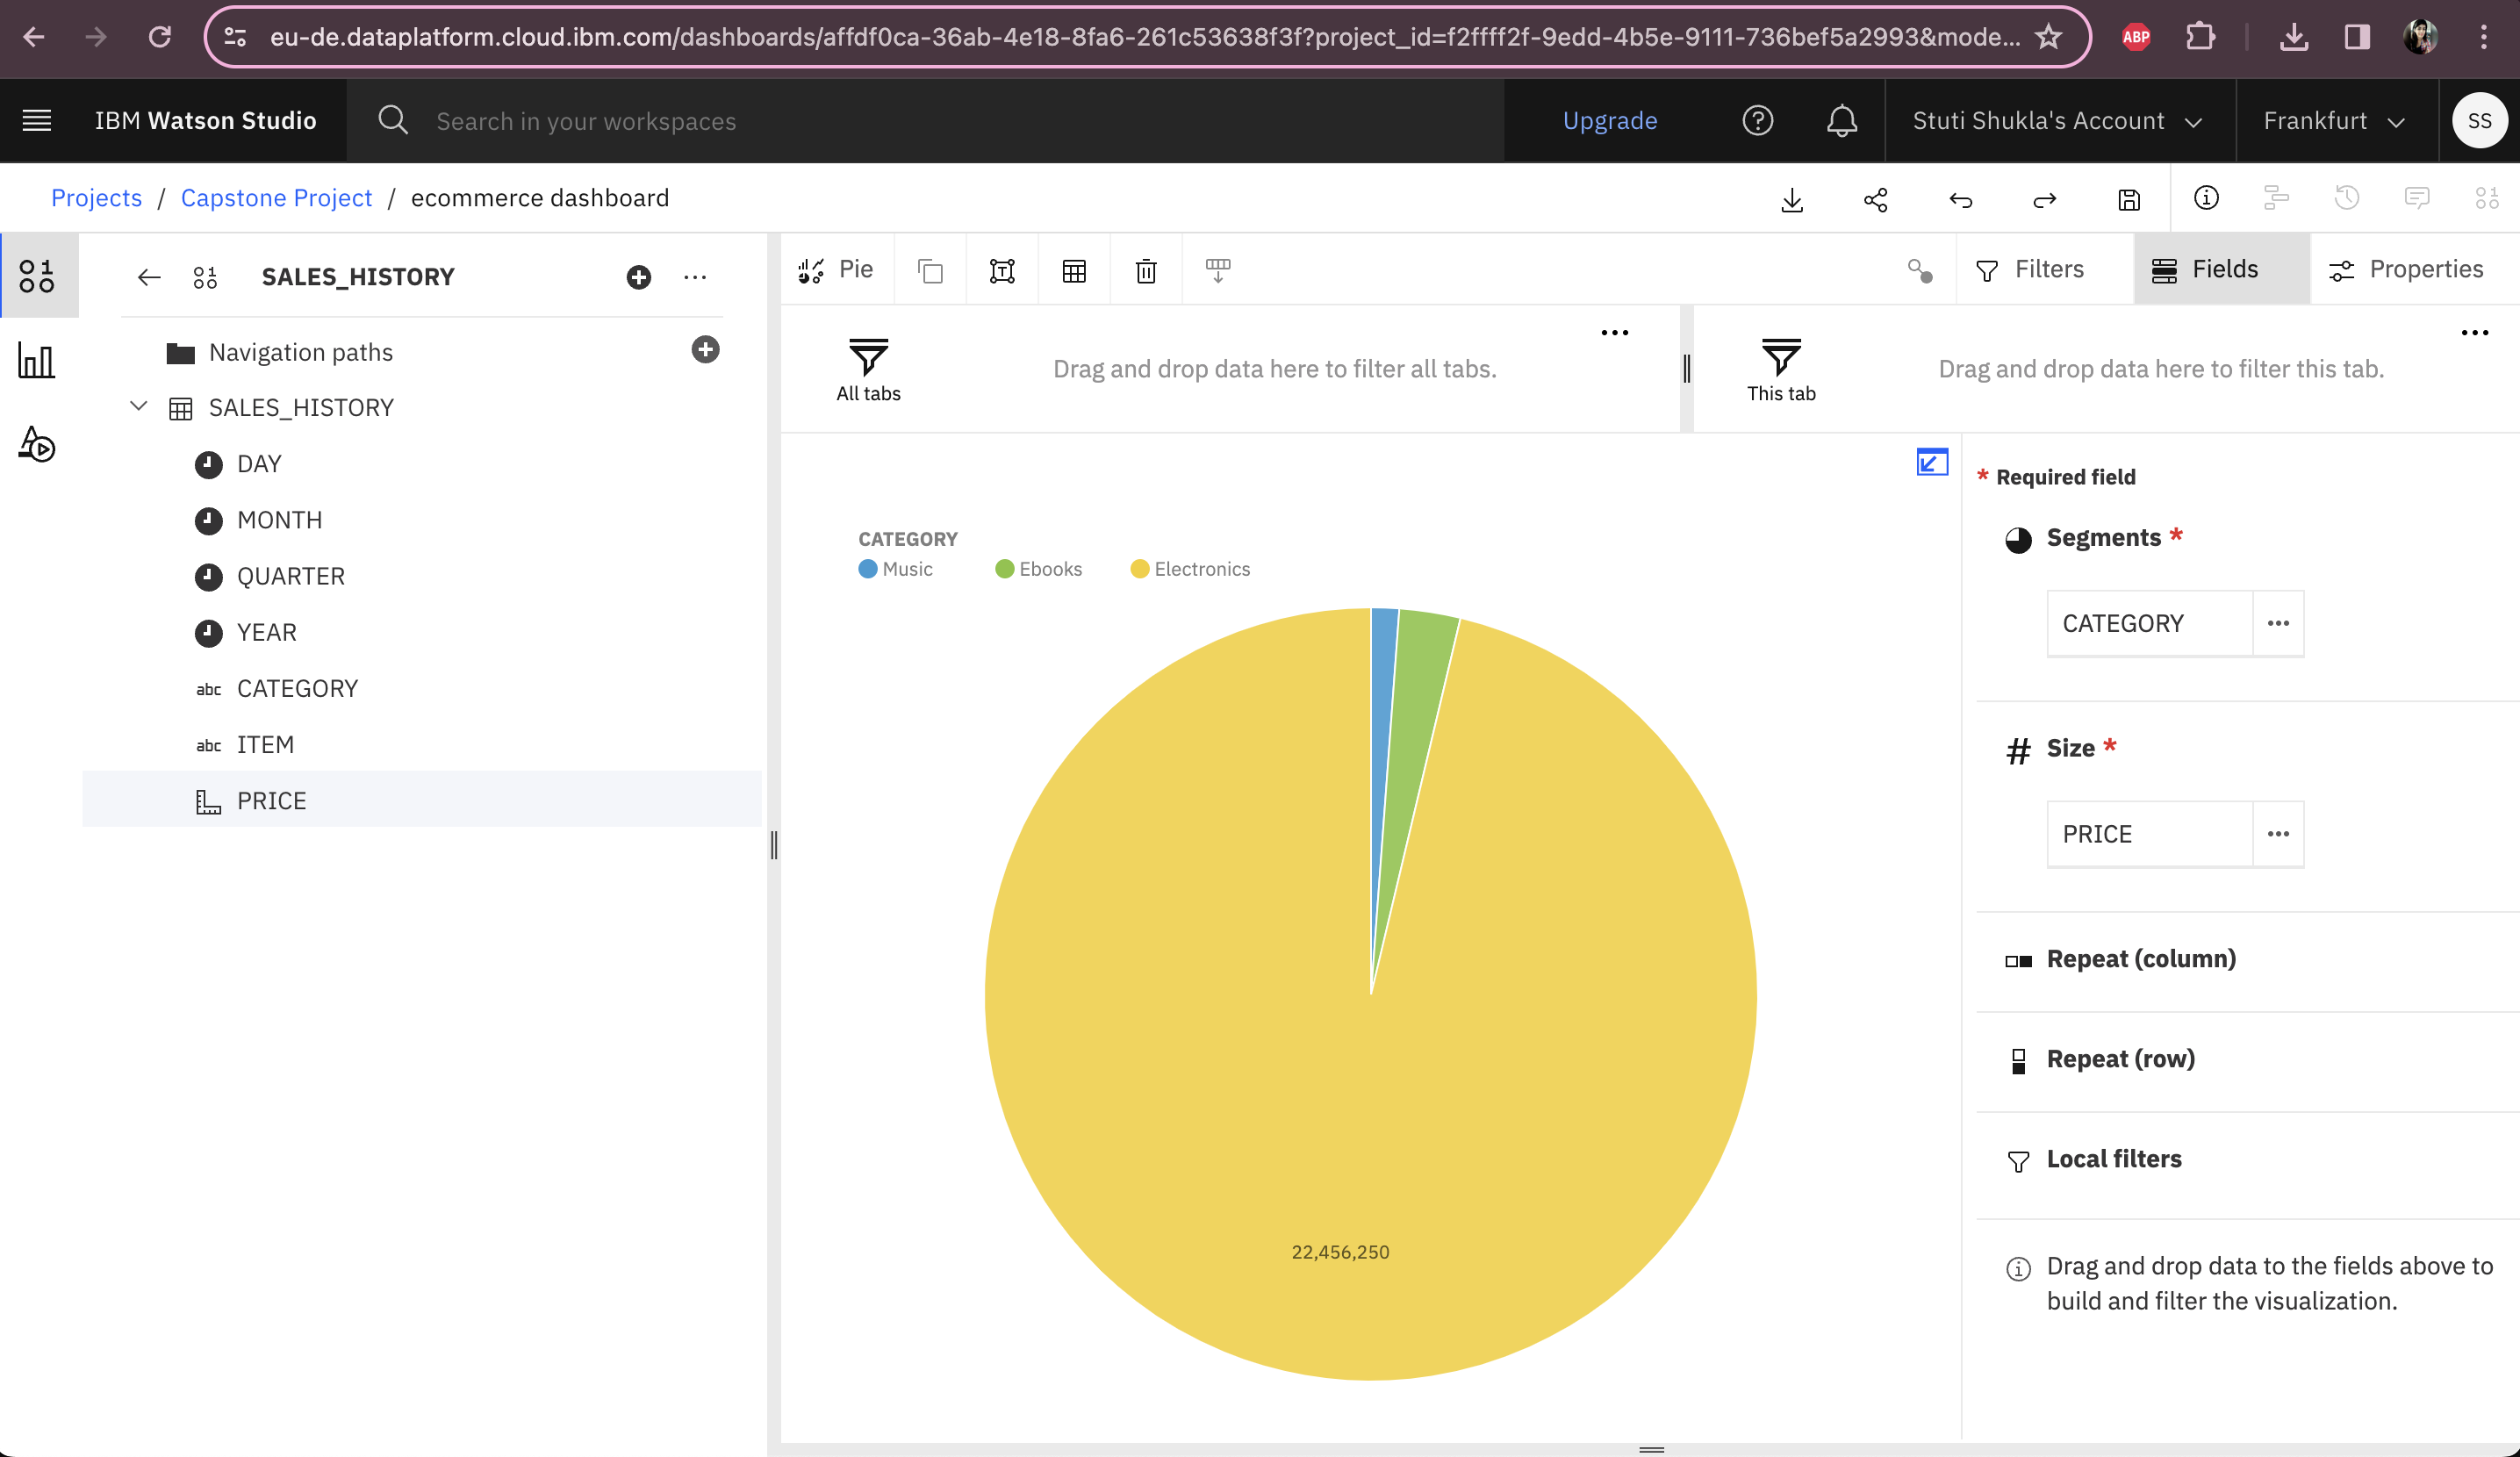 eu-de.dataplatform.cloud.ibm.com/dashboards/affdf0ca-36ab-4e18-8fa6-261c53638f3f?project_id=f2ffff2f-9edd-4b5e-9111-736bef5a2993&mode...
ABP
IBM Watson Studio
Search in your workspaces
Upgrade
Stuti Shukla's Account
Frankfurt
SS
Projects / Capstone Project / ecommerce dashboard
SALES_HISTORY
Navigation paths
SALES_HISTORY
DAY
MONTH
QUARTER
YEAR
abc CATEGORY
abc ITEM
PRICE
Pie
Filters
Fields
Properties
All tabs
Drag and drop data here to filter all tabs.
This tab
Drag and drop data here to filter this tab.
CATEGORY
Music Ebooks Electronics
22,456,250
* Required field
Segments *
CATEGORY
Size *
PRICE
Repeat (column)
Repeat (row)
Local filters
Drag and drop data to the fields above to
build and filter the visualization.